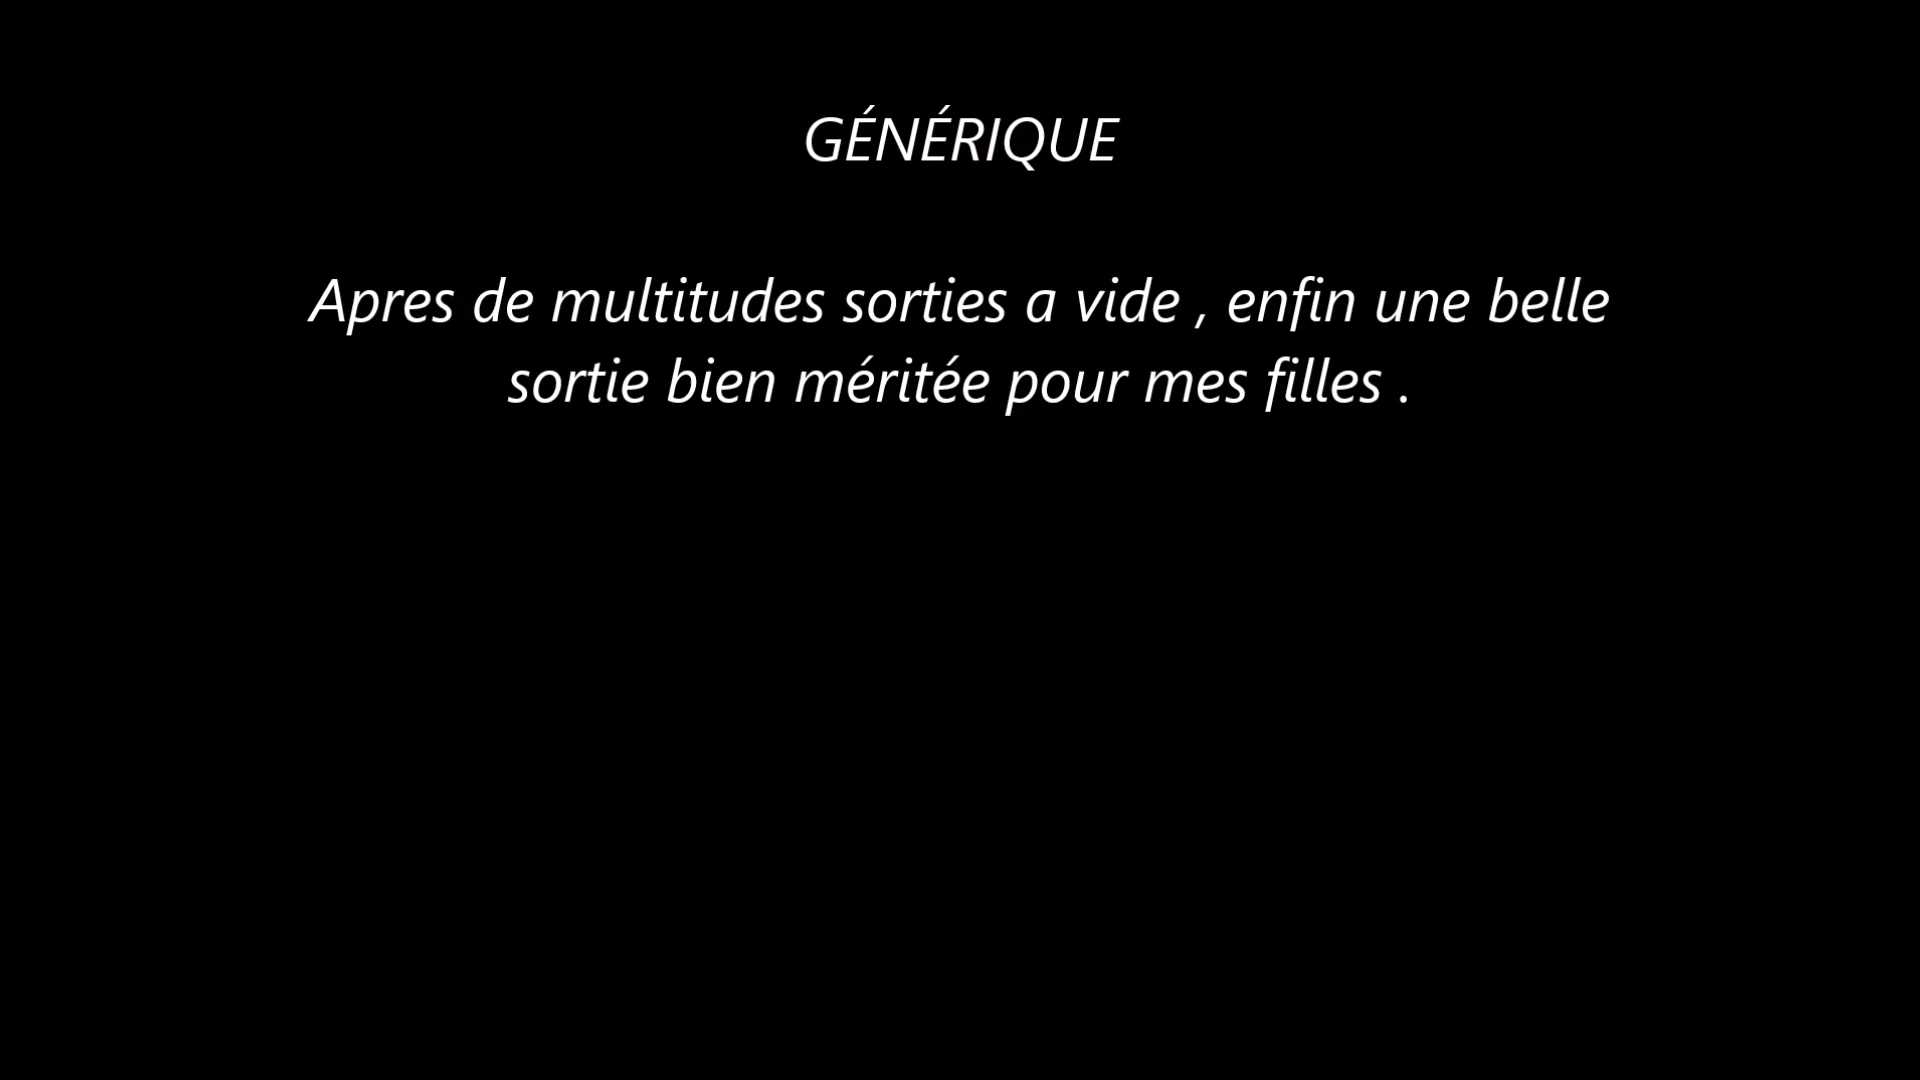 GÉNÉRIQUE
Apres de multitudes sorties a vide , enfin une belle
sortie bien méritée pour mes filles .